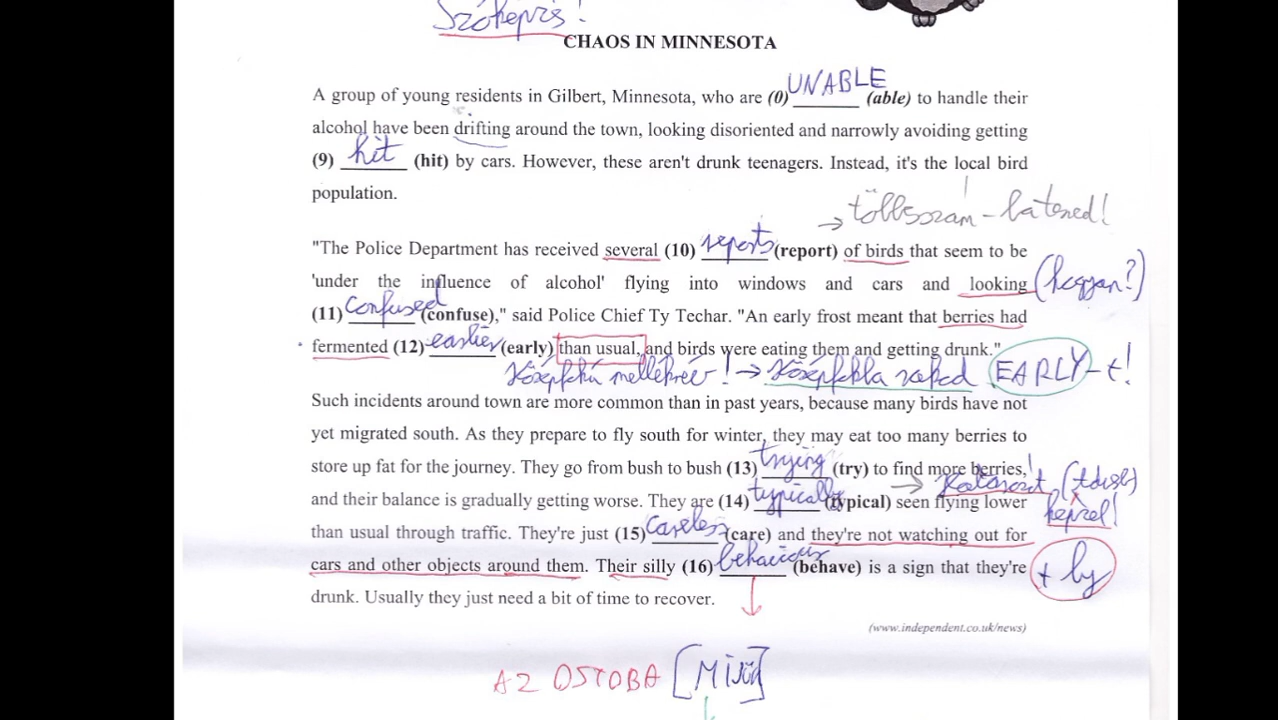 Szóképzés!
CHAOS IN MINNESOTA
A group of young residents in Gilbert, Minnesota, who are (0) UNABLE (able) to handle their
alcohol have been drifting around the town, looking disoriented and narrowly avoiding getting
(9) hit (hit) by cars. However, these aren't drunk teenagers. Instead, it's the local bird
population.
→ többszám - hátened!
"The Police Department has received several (10) reports (report) of birds that seem to be
'under the influence of alcohol' flying into windows and cars and looking (hogyan?)
(11) confused (confuse)," said Police Chief Ty Techar. "An early frost meant that berries had
fermented (12) earlier (early) than usual, and birds were eating them and getting drunk."
Középfokú melléknév! → Középfokba rakod EARLY-t!
Such incidents around town are more common than in past years, because many birds have not
yet migrated south. As they prepare to fly south for winter, they may eat too many berries to
store up fat for the journey. They go from bush to bush (13) trying (try) to find more berries,
and their balance is gradually getting worse. They are (14) typically (typical) seen flying lower
→ Határozót képzel!
than usual through traffic. They're just (15) careless (care) and they're not watching out for
cars and other objects around them. Their silly (16) behaviour (behave) is a sign that they're + ly
drunk. Usually they just need a bit of time to recover.
(www.independent.co.uk/news)
AZ OSTOBA [MIJÜK]